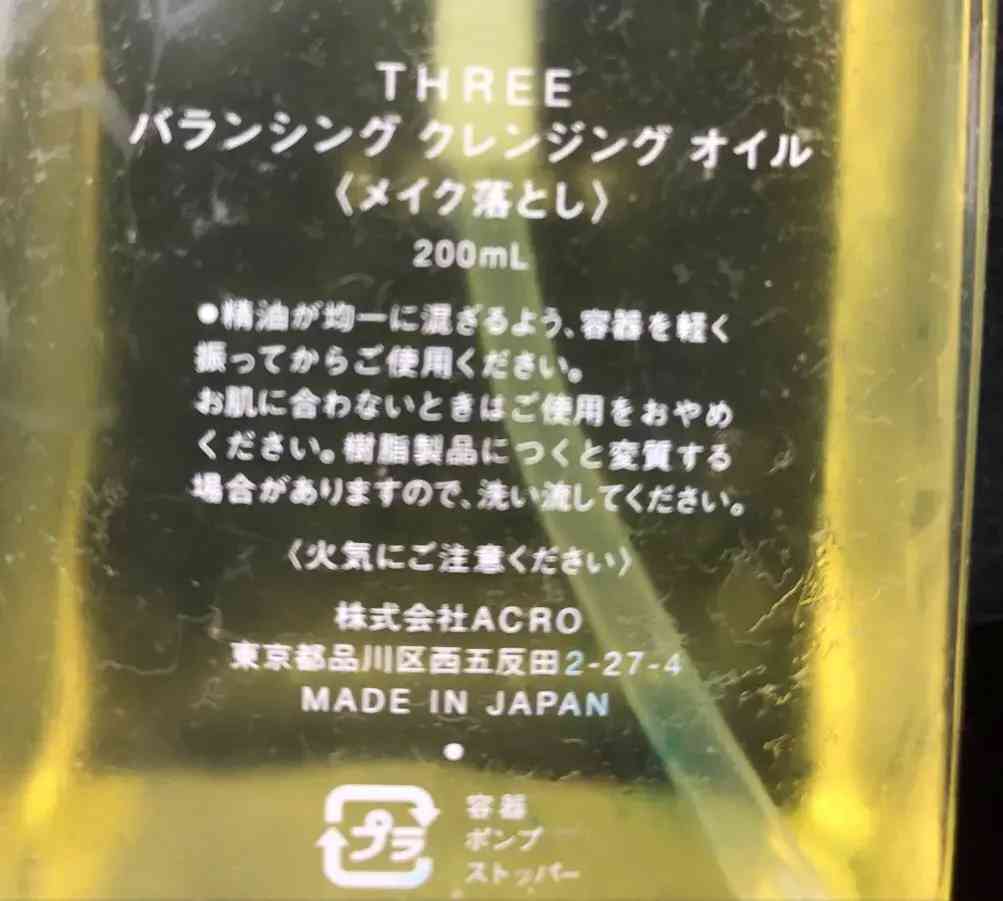 THREE
バランシング クレンジング オイル
〈メイク落とし〉
200mL
●精油が均一に混ざるよう、容器を軽く
振ってからご使用ください。
お肌に合わないときはご使用をおやめ
ください。樹脂製品につくと変質する
場合がありますので、洗い流してください。
〈火気にご注意ください〉
株式会社ACRO
東京都品川区西五反田2-27-4
MADE IN JAPAN
プラ
容器
ポンプ
ストッパー